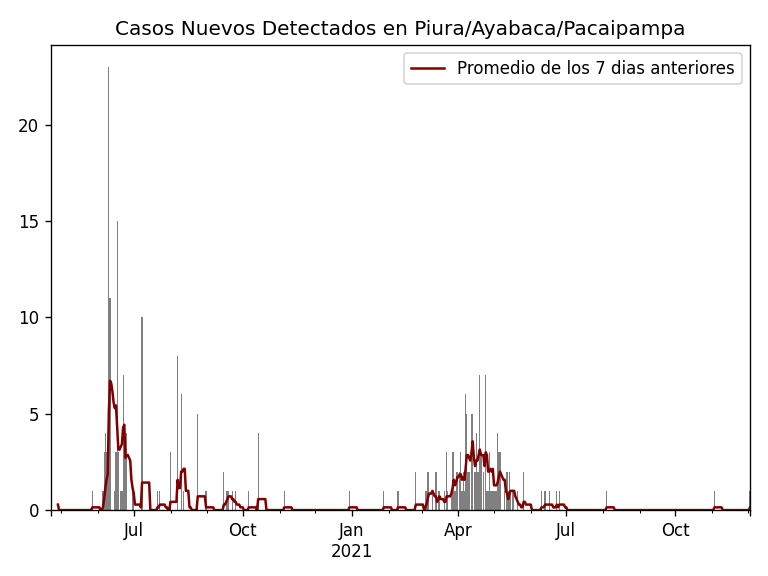 Casos Nuevos Detectados en Piura/Ayabaca/Pacaipampa
Promedio de los 7 dias anteriores
20
15
10
5
0
Jul Oct Jan Apr Jul Oct
2021